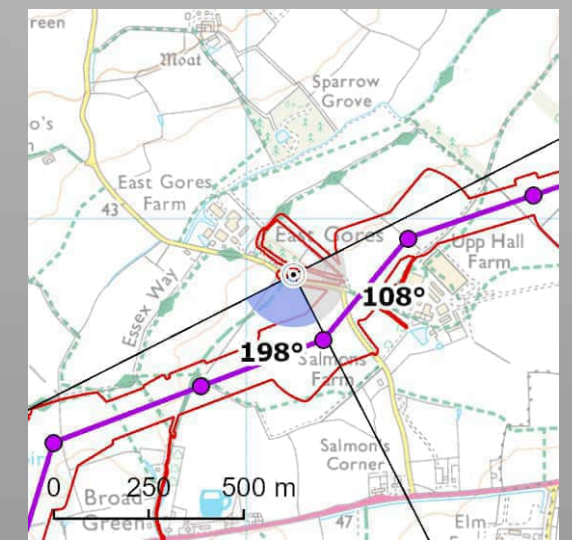 reen
Moat
Sparrow
Grove
o's
East Gores
Farm
43
East Gores
Upp Hall
Farm
Essex Way
108°
198°
Salmons
Farm
Salmon's
Corner
0 250 500 m
Broad
Green
47
Elm